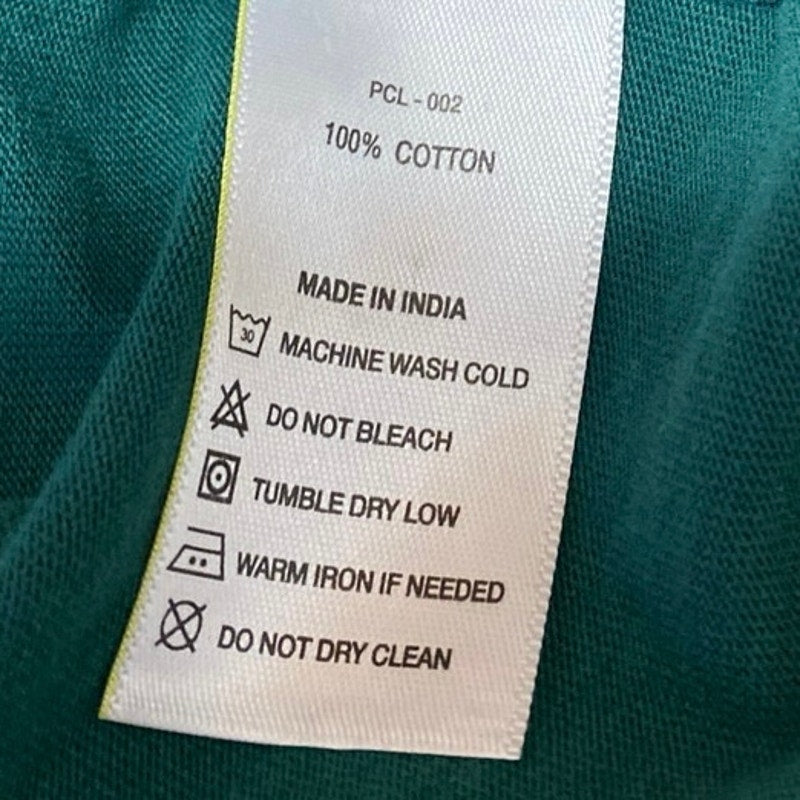 PCL - 002
100% COTTON
MADE IN INDIA
30 MACHINE WASH COLD
DO NOT BLEACH
TUMBLE DRY LOW
WARM IRON IF NEEDED
DO NOT DRY CLEAN